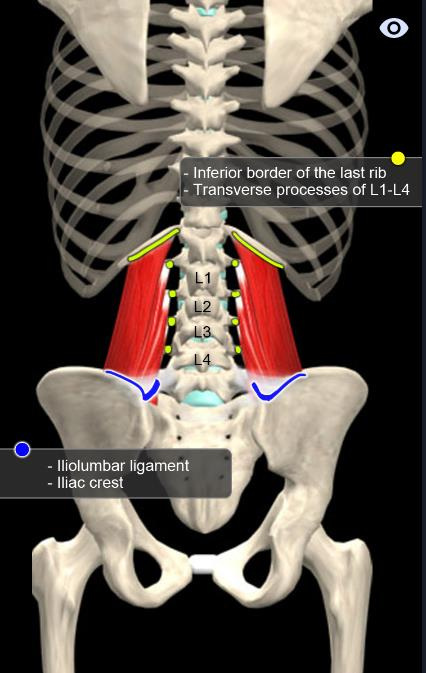 - Inferior border of the last rib
- Transverse processes of L1-L4
L1
L2
L3
L4
- Iliolumbar ligament
- Iliac crest